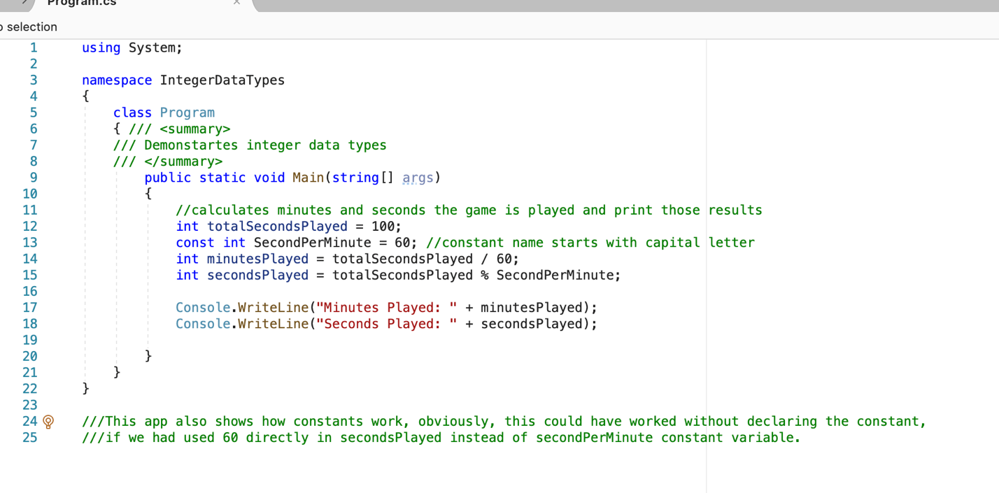 Program.cs ×
selection
1 using System;
2
3 namespace IntegerDataTypes
4 {
5 class Program
6 { /// <summary>
7 /// Demonstartes integer data types
8 /// </summary>
9 public static void Main(string[] args)
10 {
11 //calculates minutes and seconds the game is played and print those results
12 int totalSecondsPlayed = 100;
13 const int SecondPerMinute = 60; //constant name starts with capital letter
14 int minutesPlayed = totalSecondsPlayed / 60;
15 int secondsPlayed = totalSecondsPlayed % SecondPerMinute;
16
17 Console.WriteLine("Minutes Played: " + minutesPlayed);
18 Console.WriteLine("Seconds Played: " + secondsPlayed);
19
20 }
21 }
22 }
23
24 ///This app also shows how constants work, obviously, this could have worked without declaring the constant,
25 ///if we had used 60 directly in secondsPlayed instead of secondPerMinute constant variable.